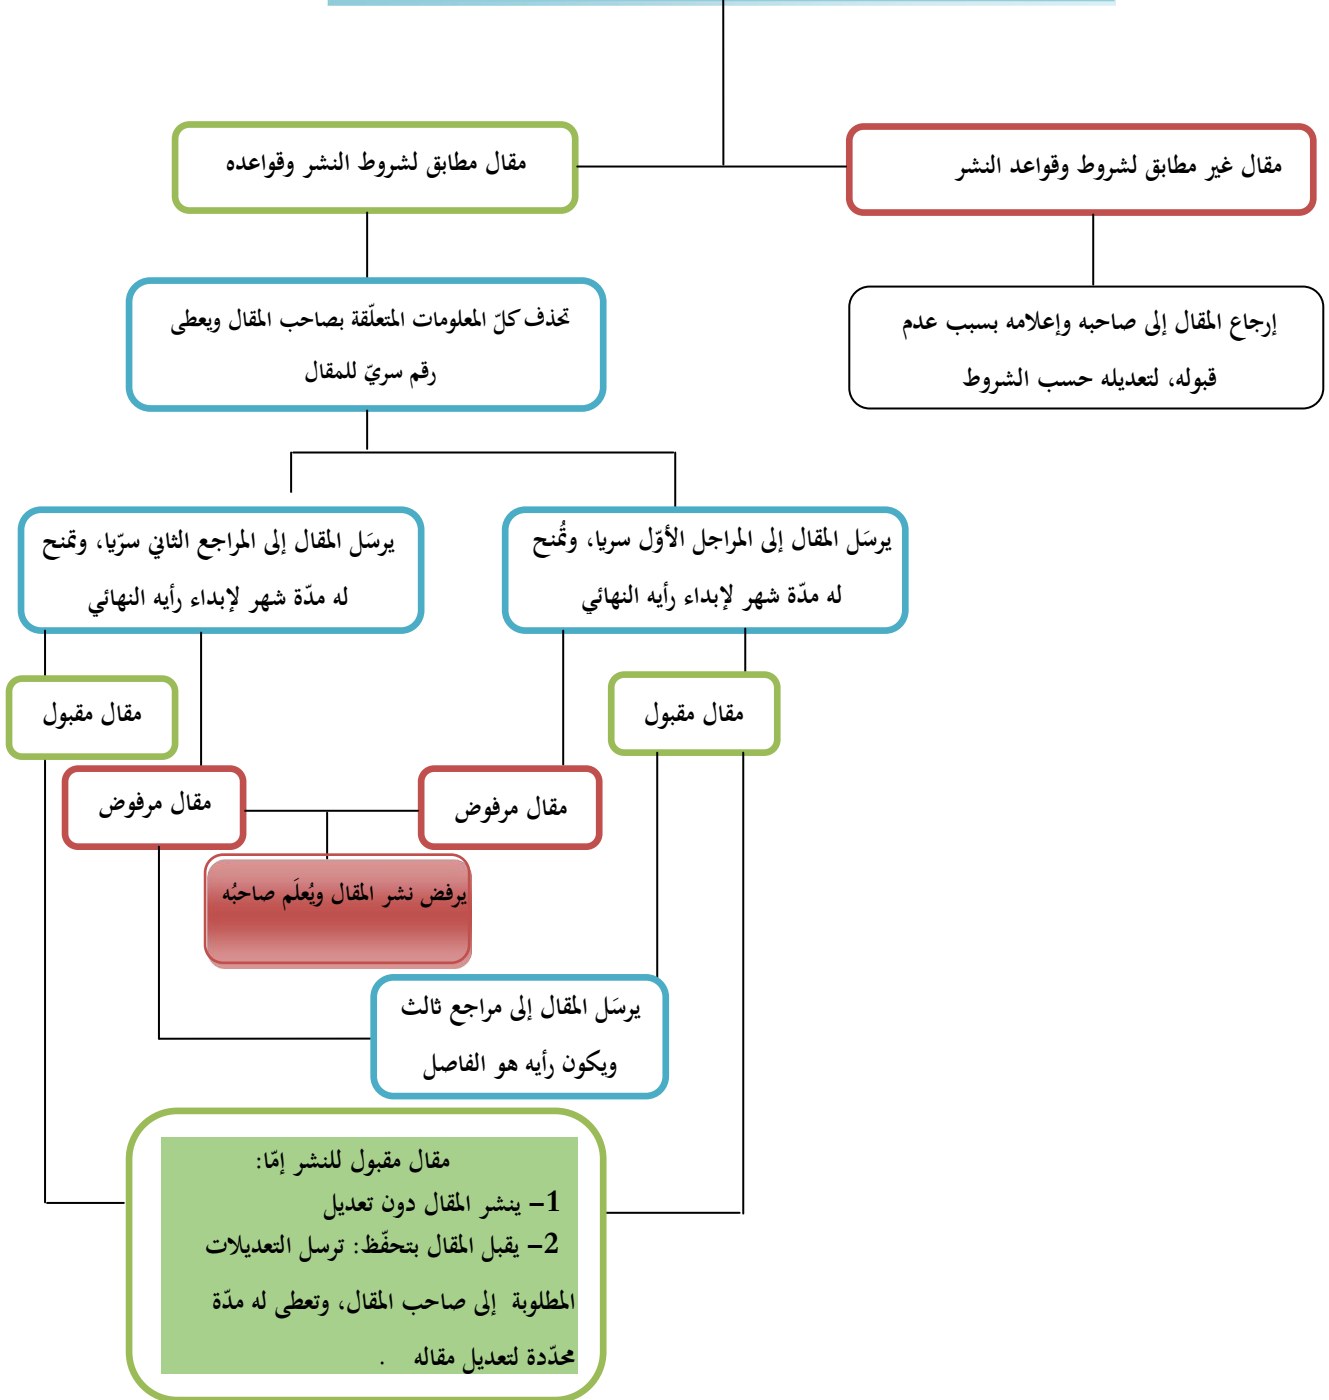 مقال غير مطابق لشروط وقواعد النشر
مقال مطابق لشروط النشر وقواعده
إرجاع المقال إلى صاحبه وإعلامه بسبب عدم
قبوله، لتعديله حسب الشروط
تحذف كلّ المعلومات المتعلّقة بصاحب المقال ويعطى
رقم سريّ للمقال
يرسَل المقال إلى المراجل الأوّل سريا، وتُمنح
له مدّة شهر لإبداء رأيه النهائي
يرسَل المقال إلى المراجع الثاني سرّيا، وتمنح
له مدّة شهر لإبداء رأيه النهائي
مقال مقبول
مقال مقبول
مقال مرفوض
مقال مرفوض
يرفض نشر المقال ويُعلَم صاحبُه
يرسَل المقال إلى مراجع ثالث
ويكون رأيه هو الفاصل
مقال مقبول للنشر إمّا:
1– ينشر المقال دون تعديل
2– يقبل المقال بتحفّظ: ترسل التعديلات
المطلوبة إلى صاحب المقال، وتعطى له مدّة
محدّدة لتعديل مقاله .